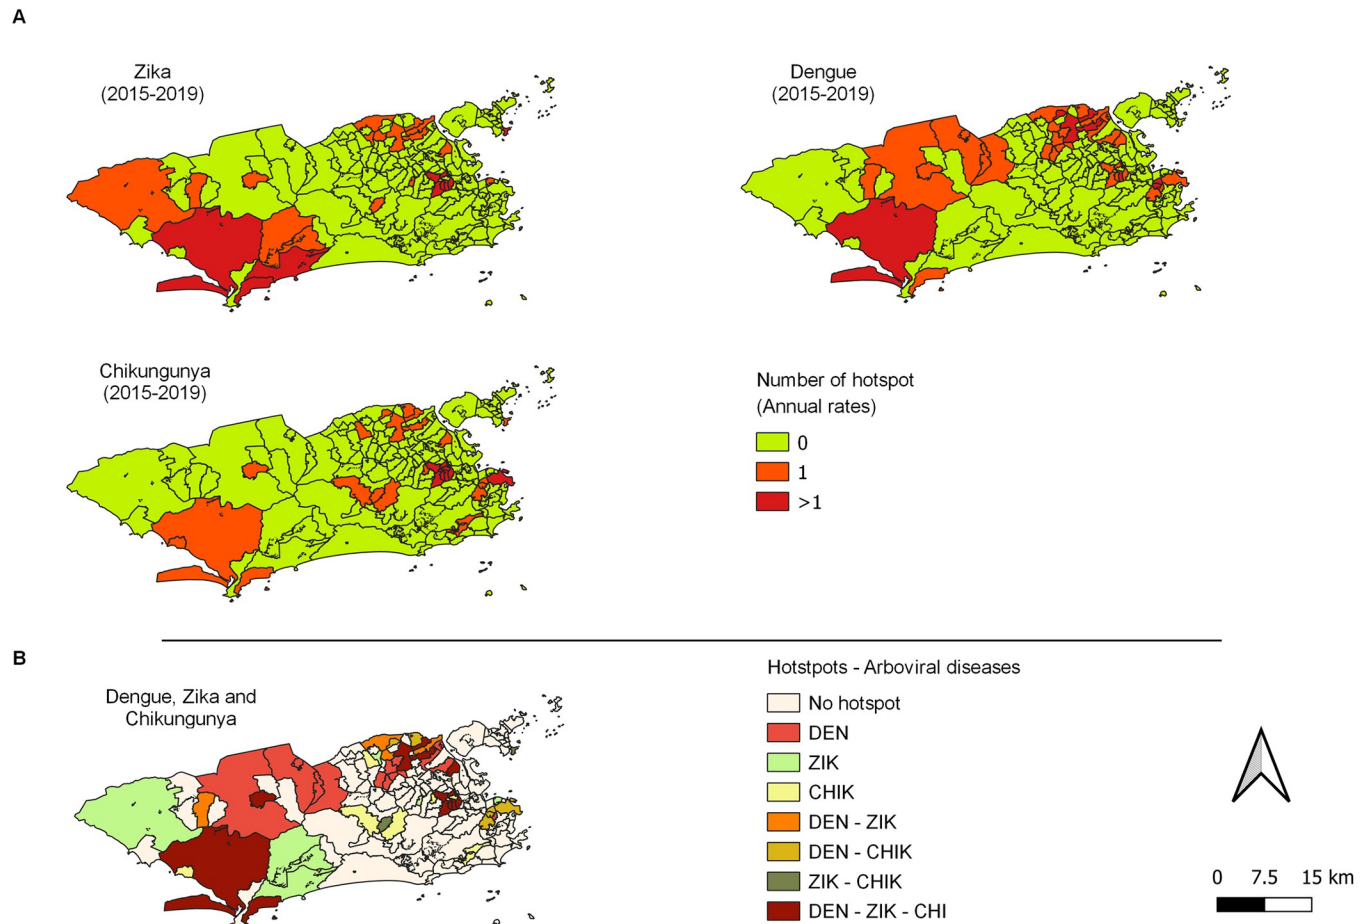 A
Zika
(2015-2019)
Dengue
(2015-2019)
Chikungunya
(2015-2019)
Number of hotspot
(Annual rates)
0
1
>1
B
Dengue, Zika and
Chikungunya
Hotstpots - Arboviral diseases
No hotspot
DEN
ZIK
CHIK
DEN - ZIK
DEN - CHIK
ZIK - CHIK
DEN - ZIK - CHI
0 7.5 15 km